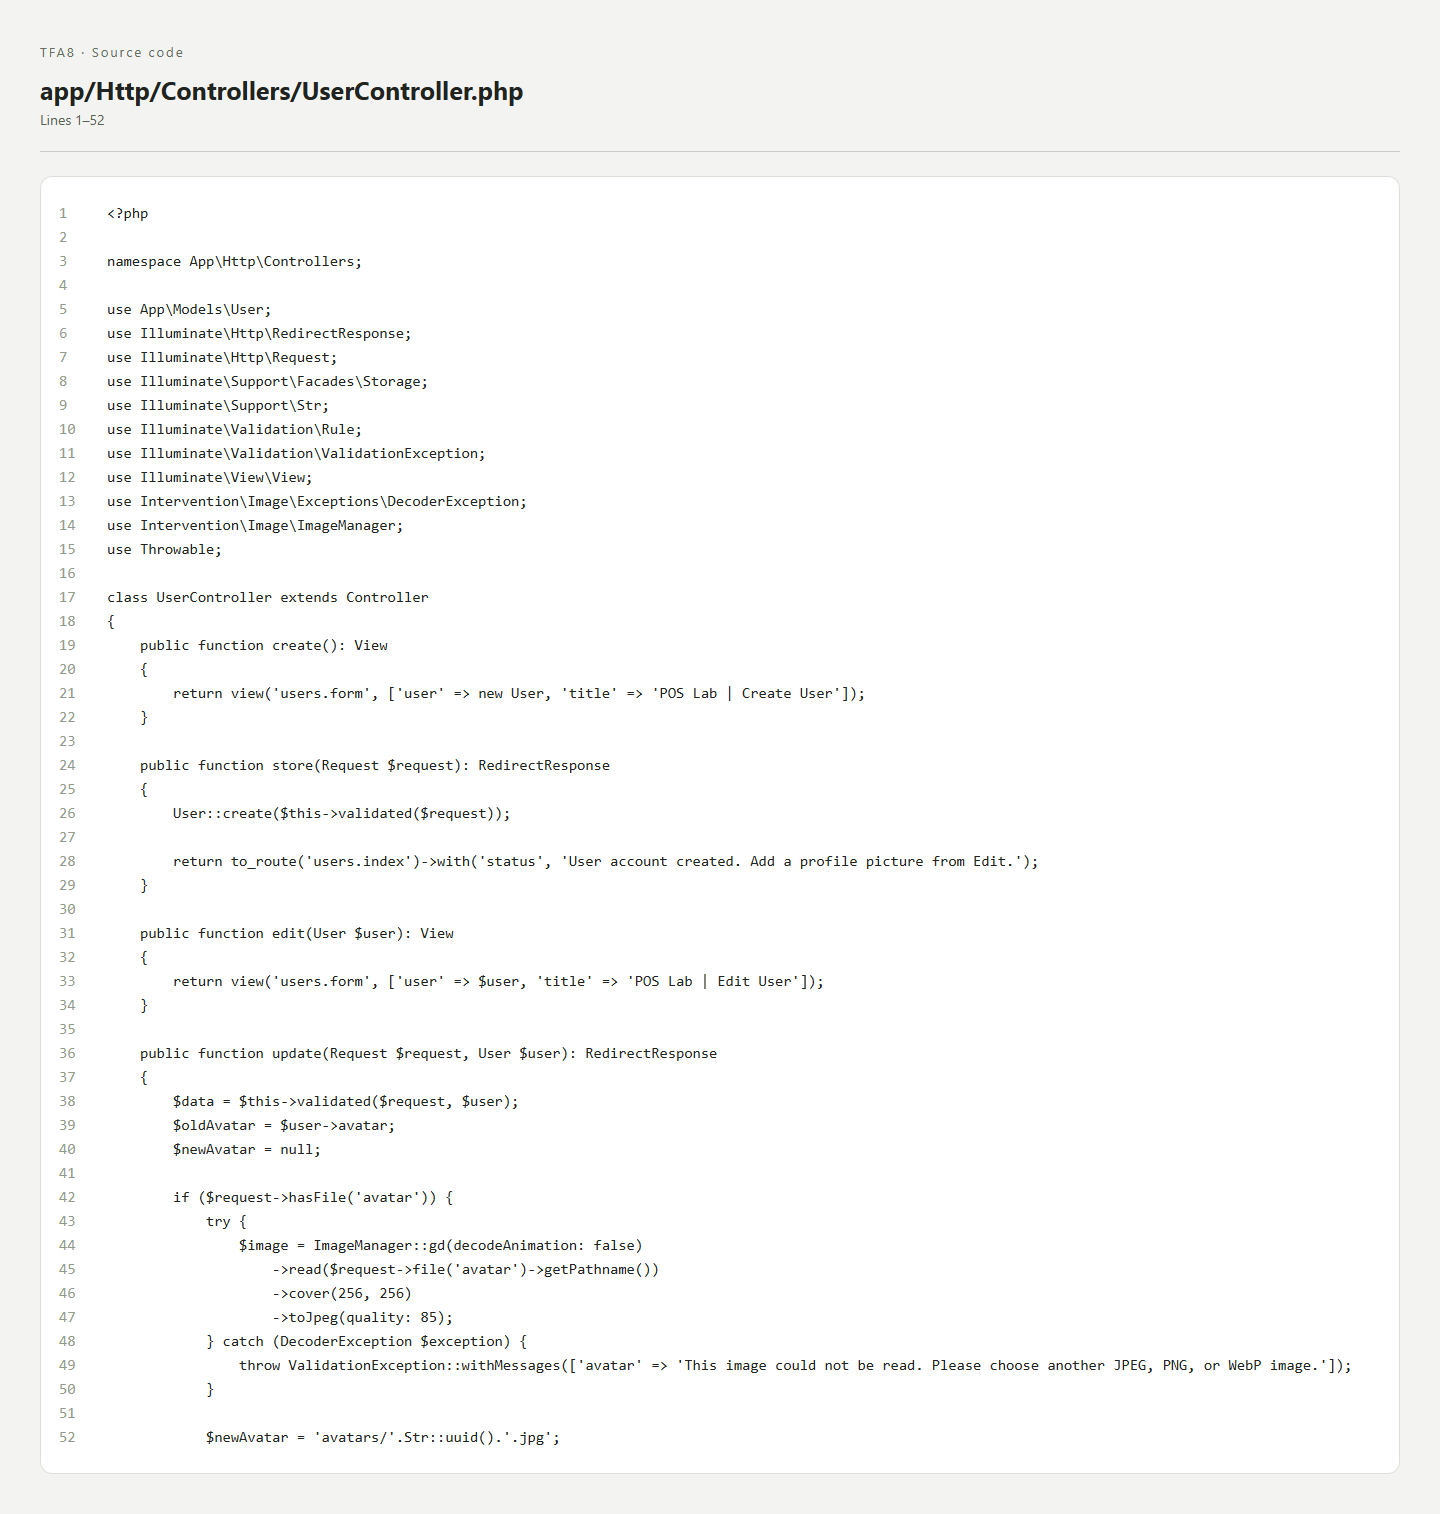 TFA8 · Source code
app/Http/Controllers/UserController.php
Lines 1–52
1 <?php
2
3 namespace App\Http\Controllers;
4
5 use App\Models\User;
6 use Illuminate\Http\RedirectResponse;
7 use Illuminate\Http\Request;
8 use Illuminate\Support\Facades\Storage;
9 use Illuminate\Support\Str;
10 use Illuminate\Validation\Rule;
11 use Illuminate\Validation\ValidationException;
12 use Illuminate\View\View;
13 use Intervention\Image\Exceptions\DecoderException;
14 use Intervention\Image\ImageManager;
15 use Throwable;
16
17 class UserController extends Controller
18 {
19     public function create(): View
20     {
21         return view('users.form', ['user' => new User, 'title' => 'POS Lab | Create User']);
22     }
23
24     public function store(Request $request): RedirectResponse
25     {
26         User::create($this->validated($request));
27
28         return to_route('users.index')->with('status', 'User account created. Add a profile picture from Edit.');
29     }
30
31     public function edit(User $user): View
32     {
33         return view('users.form', ['user' => $user, 'title' => 'POS Lab | Edit User']);
34     }
35
36     public function update(Request $request, User $user): RedirectResponse
37     {
38         $data = $this->validated($request, $user);
39         $oldAvatar = $user->avatar;
40         $newAvatar = null;
41
42         if ($request->hasFile('avatar')) {
43             try {
44                 $image = ImageManager::gd(decodeAnimation: false)
45                     ->read($request->file('avatar')->getPathname())
46                     ->cover(256, 256)
47                     ->toJpeg(quality: 85);
48             } catch (DecoderException $exception) {
49                 throw ValidationException::withMessages(['avatar' => 'This image could not be read. Please choose another JPEG, PNG, or WebP image.']);
50             }
51
52             $newAvatar = 'avatars/'.Str::uuid().'.jpg';